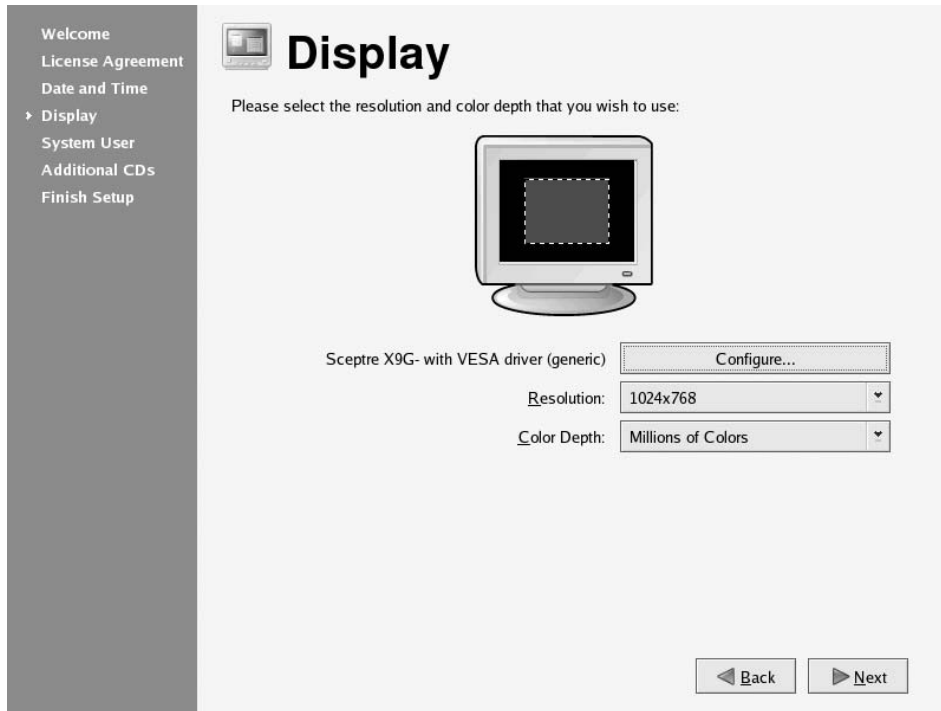 Welcome
License Agreement
Date and Time
Display
System User
Additional CDs
Finish Setup
Display
Please select the resolution and color depth that you wish to use:
Sceptre X9G- with VESA driver (generic)
Configure...
Resolution:
1024x768
Color Depth:
Millions of Colors
Back
Next